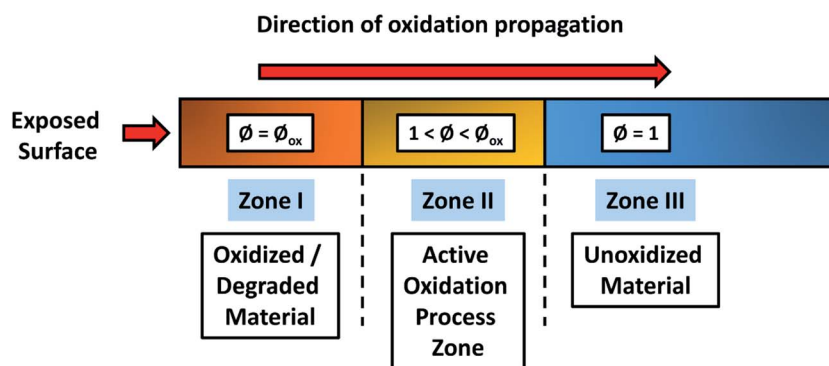 Direction of oxidation propagation
Exposed
Surface
Ø = Øox
1 < Ø < Øox
Ø = 1
Zone I
Zone II
Zone III
Oxidized /
Degraded
Material
Active
Oxidation
Process
Zone
Unoxidized
Material